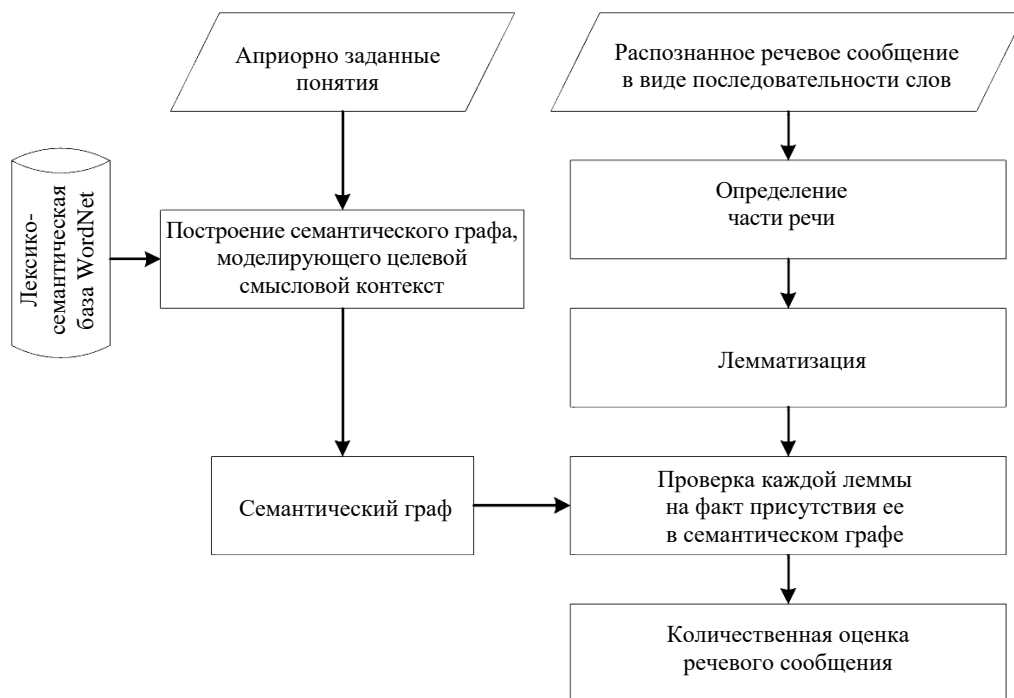 Априорно заданные
понятия
Распознанное речевое сообщение
в виде последовательности слов
Лексико-
семантическая
база WordNet
Построение семантического графа,
моделирующего целевой
смысловой контекст
Определение
части речи
Лемматизация
Семантический граф
Проверка каждой леммы
на факт присутствия ее
в семантическом графе
Количественная оценка
речевого сообщения